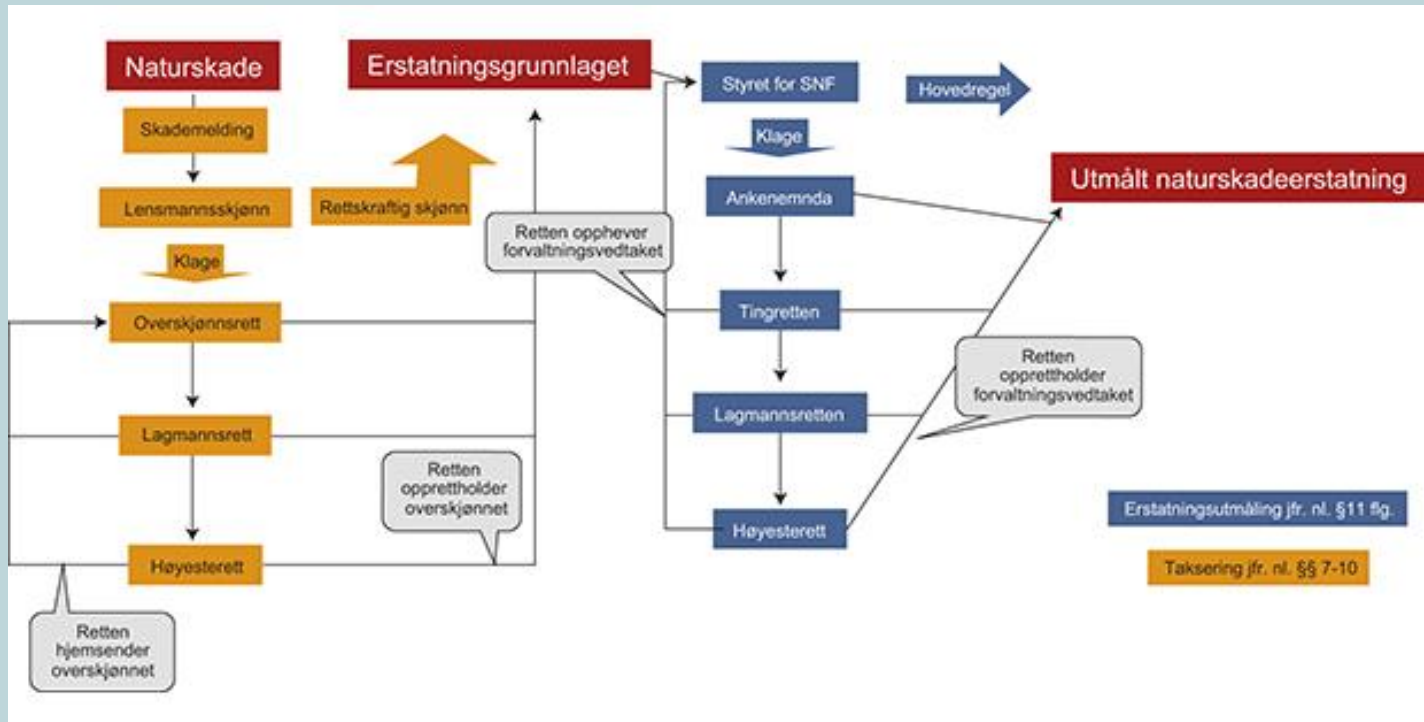 Naturskade
Skademelding
Lensmannsskjønn
Klage
Overskjønnsrett
Lagmannsrett
Høyesterett
Retten
hjemsender
overskjønnet
Erstatningsgrunnlaget
Rettskraftig skjønn
Retten
opprettholder
overskjønnet
Styret for SNF
Hovedregel
Klage
Ankenemnda
Retten opphever
forvaltningsvedtaket
Tingretten
Lagmannsretten
Høyesterett
Utmålt naturskadeerstatning
Retten
opprettholder
forvaltningsvedtaket
Erstatningsutmåling jfr. nl. §11 flg.
Taksering jfr. nl. §§ 7-10